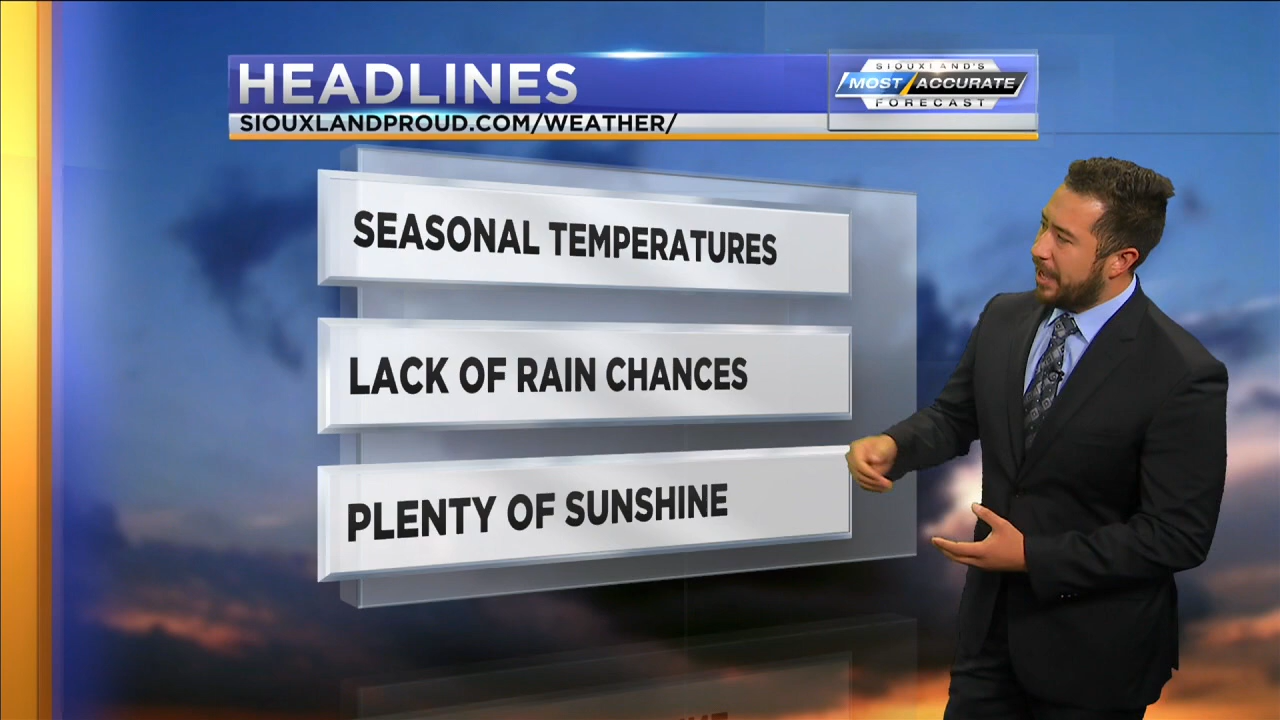 HEADLINES
SIOUXLANDPROUD.COM/WEATHER/
SIOUXLAND'S
MOST ACCURATE
FORECAST
SEASONAL TEMPERATURES
LACK OF RAIN CHANCES
PLENTY OF SUNSHINE